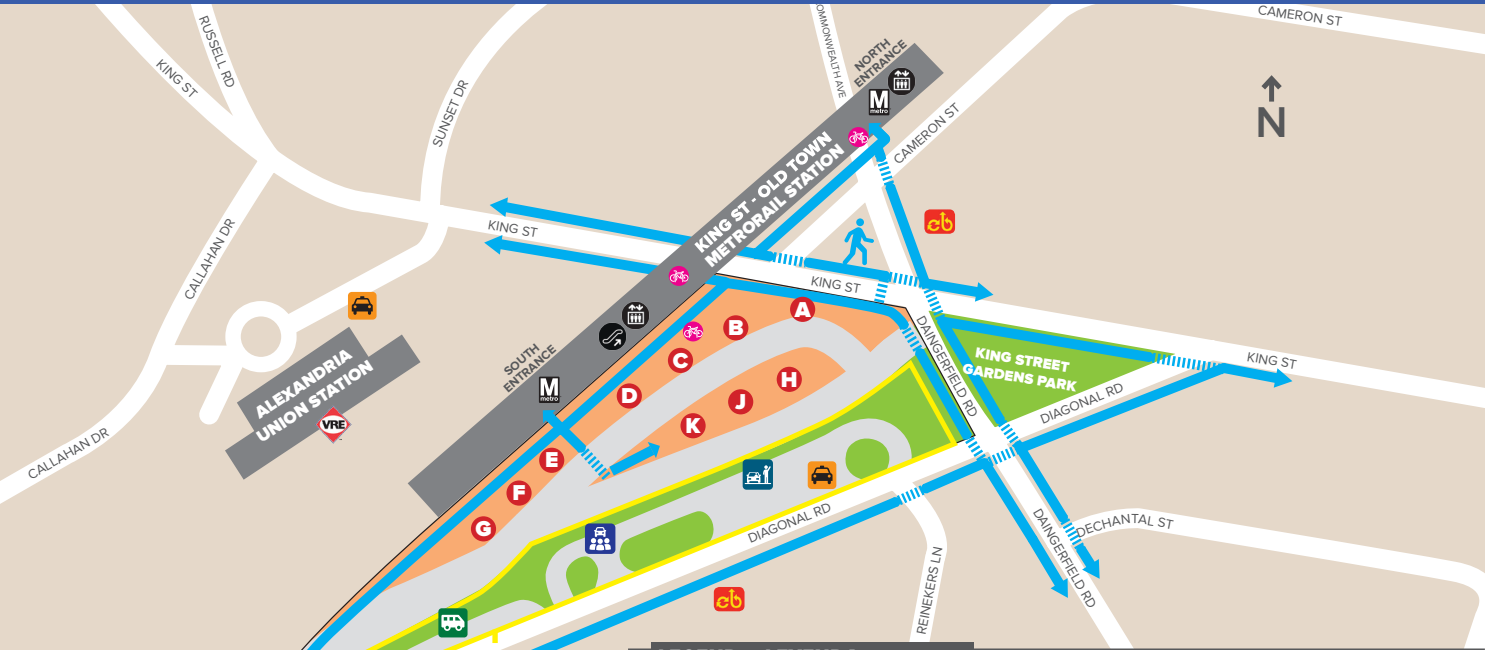 CAMERON ST
RUSSELL RD
KING ST
SUNSET DR
NORTH
ENTRANCE
M
metro
N
CAMERON ST
KING ST - OLD TOWN
METRORAIL STATION
KING ST
CALLAHAN DR
KING ST
A
B
C
D
H
J
K
E
F
G
DAINGERFIELD RD
KING STREET
GARDENS PARK
KING ST
DIAGONAL RD
SOUTH
ENTRANCE
M
metro
ALEXANDRIA
UNION STATION
VRE
CALLAHAN DR
DIAGONAL RD
DAINGERFIELD RD
DECHANTAL ST
REINEKERS LN